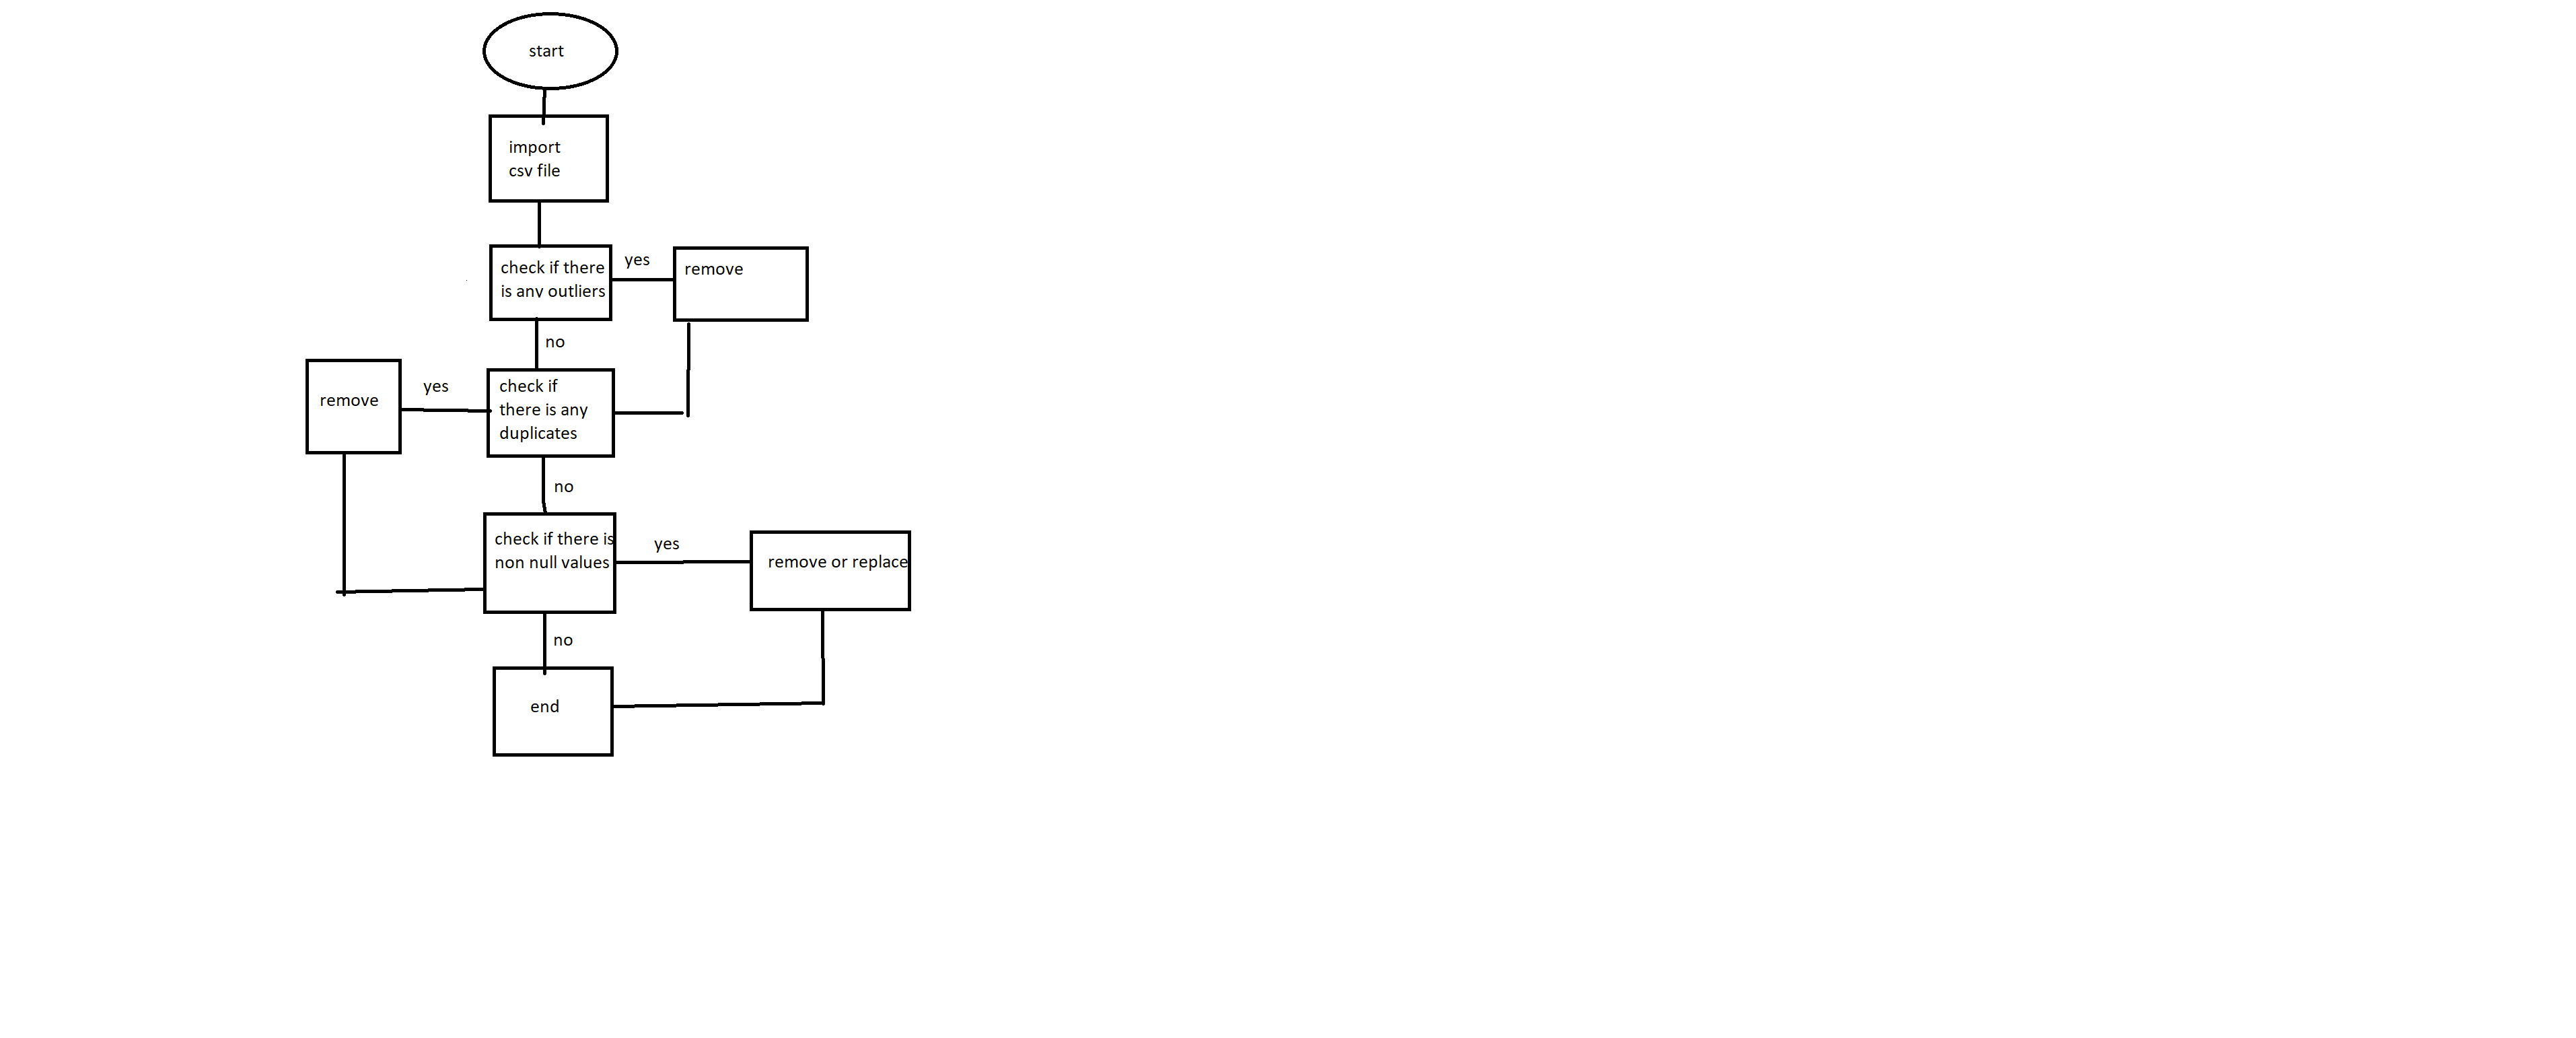 start
import
csv file
check if there
is anv outliers
yes
remove
no
remove
yes
check if
there is any
duplicates
no
check if there is
non null values
yes
remove or replace
no
end